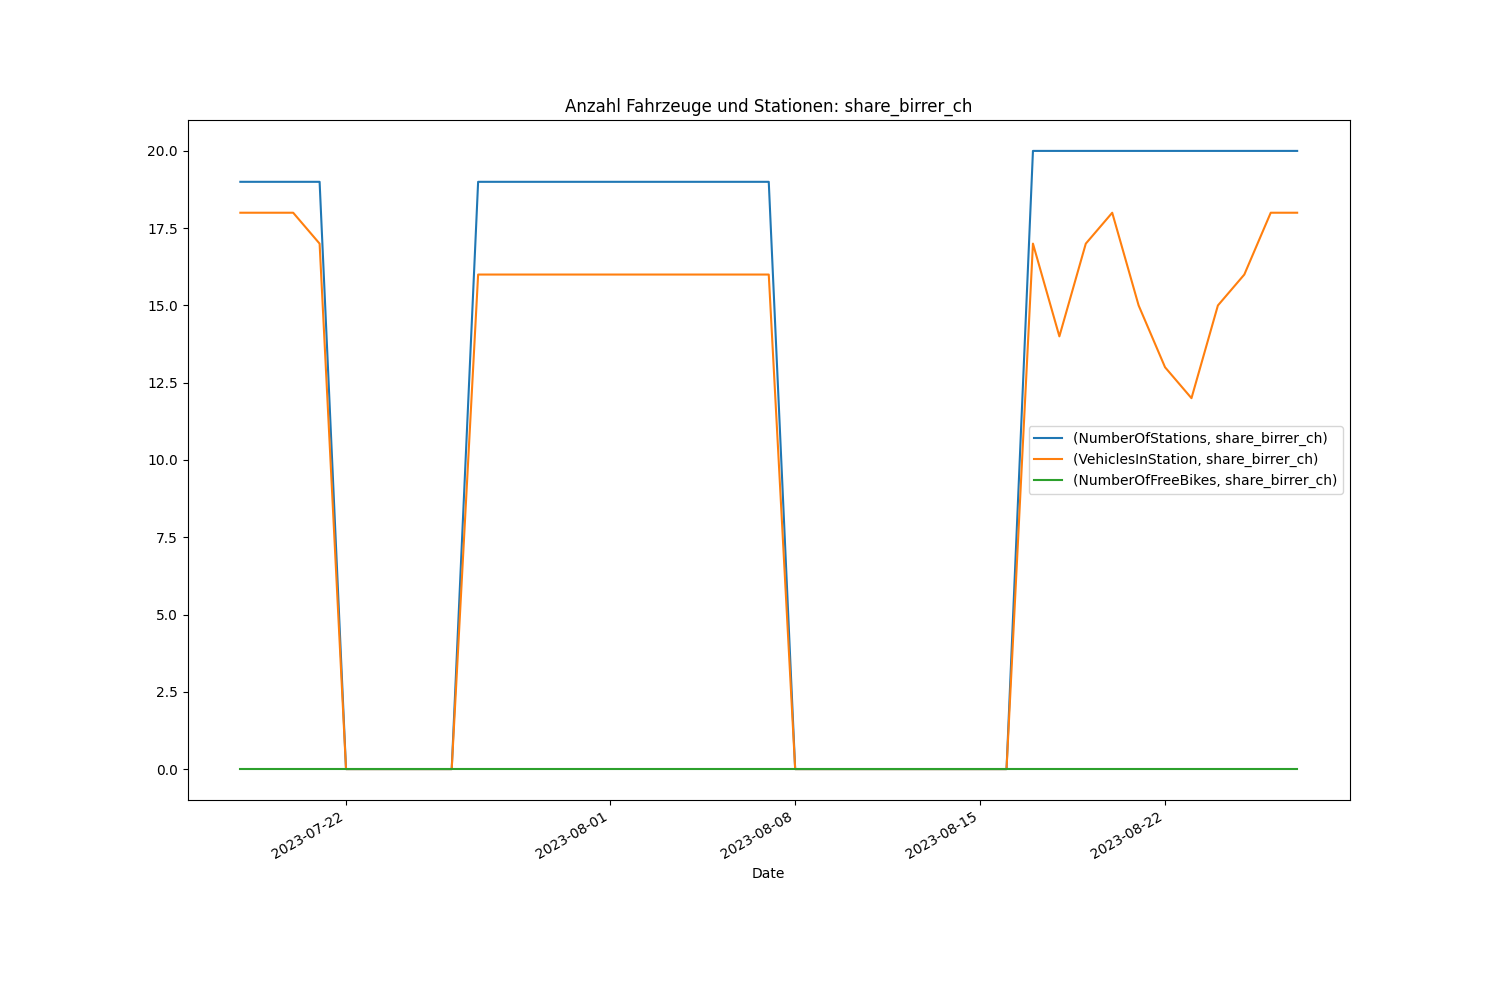 Anzahl Fahrzeuge und Stationen: share_birrer_ch
20.0
17.5
15.0
12.5
10.0
7.5
5.0
2.5
0.0
(NumberOfStations, share_birrer_ch)
(VehiclesInStation, share_birrer_ch)
(NumberOfFreeBikes, share_birrer_ch)
2023-07-22
2023-08-01
2023-08-08
2023-08-15
2023-08-22
Date